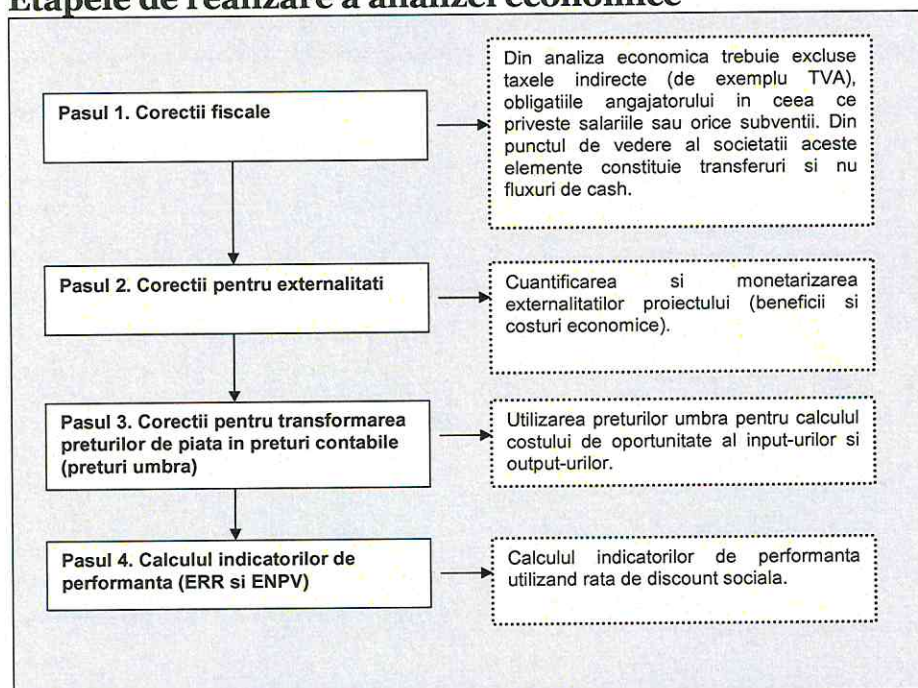 Etapele de realizare a analizei economice
Pasul 1. Corectii fiscale
Din analiza economica trebuie excluse
taxele indirecte (de exemplu TVA),
obligatiile angajatorului in ceea ce
priveste salariile sau orice subventii. Din
punctul de vedere al societatii aceste
elemente constituie transferuri si nu
fluxuri de cash.
Pasul 2. Corectii pentru externalitati
Cuantificarea si monetarizarea
externalitatilor proiectului (beneficii si
costuri economice).
Pasul 3. Corectii pentru transformarea
preturilor de piata in preturi contabile
(preturi umbra)
Utilizarea preturilor umbra pentru calculul
costului de oportunitate al input-urilor si
output-urilor.
Pasul 4. Calculul indicatorilor de
performanta (ERR si ENPV)
Calculul indicatorilor de performanta
utilizand rata de discount sociala.